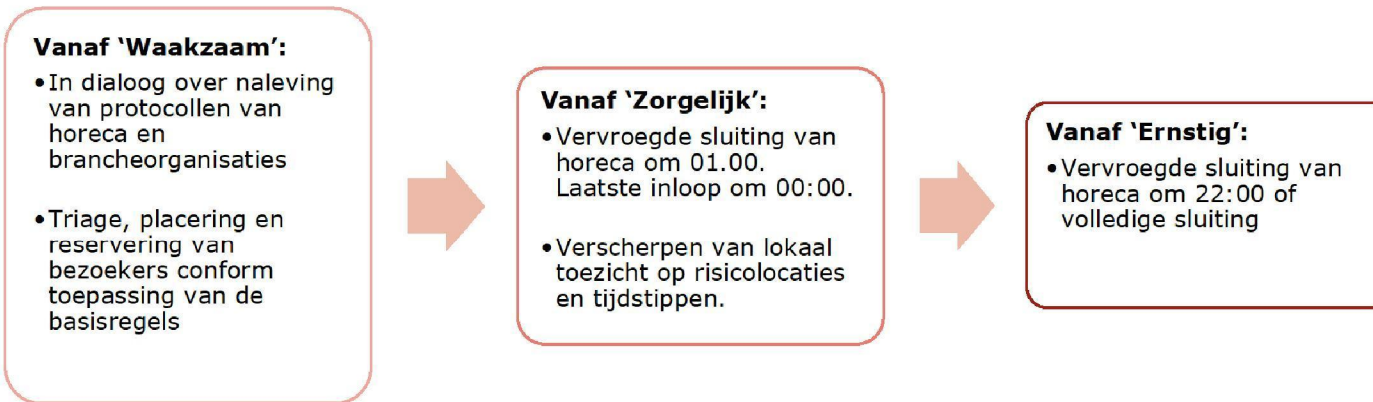 Vanaf ‘Waakzaam’:
•In dialoog over naleving
van protocollen van
horeca en
brancheorganisaties
•Triage, placering en
reservering van
bezoekers conform
toepassing van de
basisregels
Vanaf ‘Zorgelijk’:
•Vervroegde sluiting van
horeca om 01.00.
Laatste inloop om 00:00.
•Verscherpen van lokaal
toezicht op risicolocaties
en tijdstippen.
Vanaf ‘Ernstig’:
•Vervroegde sluiting van
horeca om 22:00 of
volledige sluiting